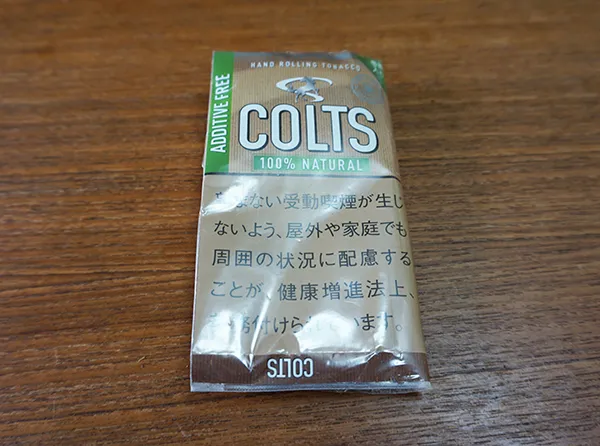 HAND ROLLING TOBACCO
ADDITIVE FREE
COLTS
100% NATURAL
望まない受動喫煙が生じ
ないよう、屋外や家庭でも
周囲の状況に配慮する
ことが、健康増進法上、
義務付けられています。
COLTS